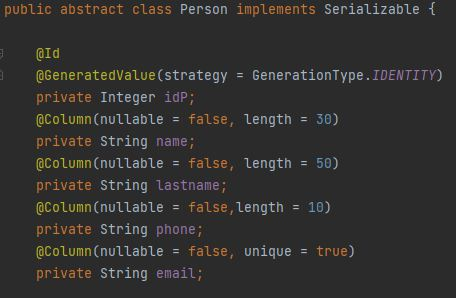 public abstract class Person implements Serializable {
@Id
@GeneratedValue(strategy = GenerationType.IDENTITY)
private Integer idP;
@Column(nullable = false, length = 30)
private String name;
@Column(nullable = false, length = 50)
private String lastname;
@Column(nullable = false,length = 10)
private String phone;
@Column(nullable = false, unique = true)
private String email;